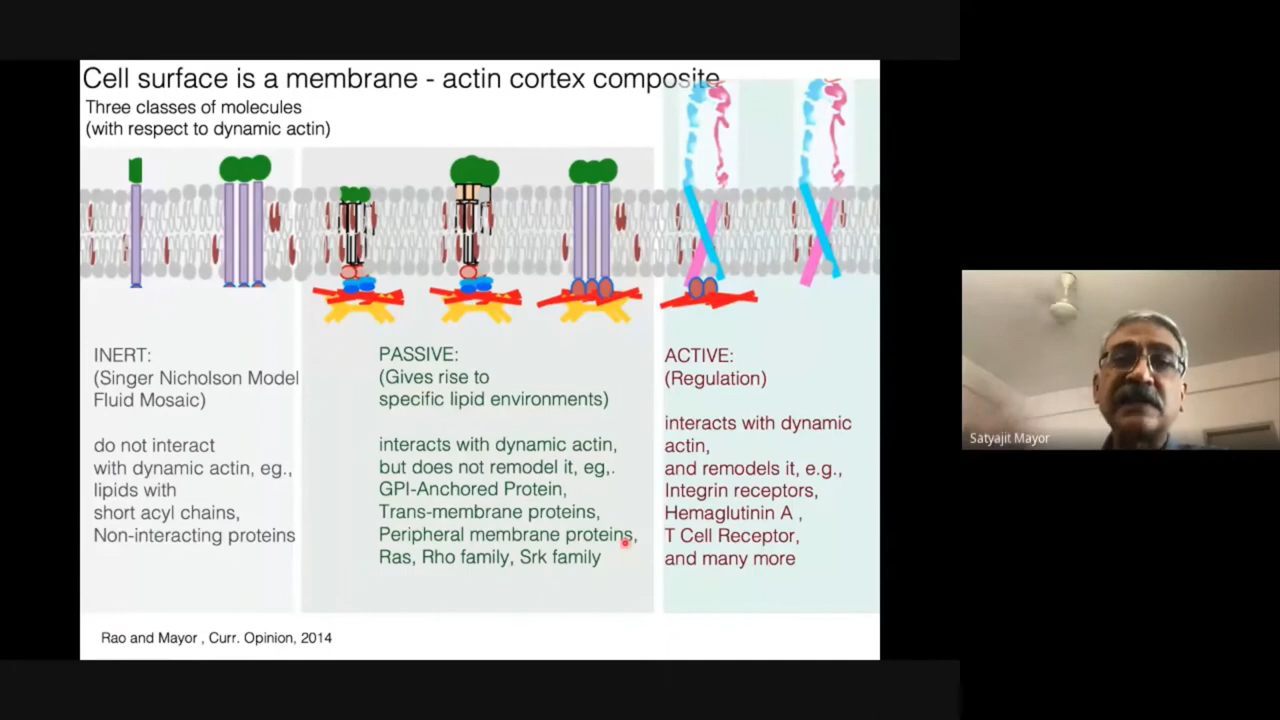 Cell surface is a membrane - actin cortex composite
Three classes of molecules
(with respect to dynamic actin)
INERT:
(Singer Nicholson Model
Fluid Mosaic)
do not interact
with dynamic actin, eg.,
lipids with
short acyl chains,
Non-interacting proteins
PASSIVE:
(Gives rise to
specific lipid environments)
interacts with dynamic actin,
but does not remodel it, eg,.
GPI-Anchored Protein,
Trans-membrane proteins,
Peripheral membrane proteins,
Ras, Rho family, Srk family
ACTIVE:
(Regulation)
interacts with dynamic
actin,
and remodels it, e.g.,
Integrin receptors,
Hemaglutinin A ,
T Cell Receptor,
and many more
Rao and Mayor , Curr. Opinion, 2014
Satyajit Mayor